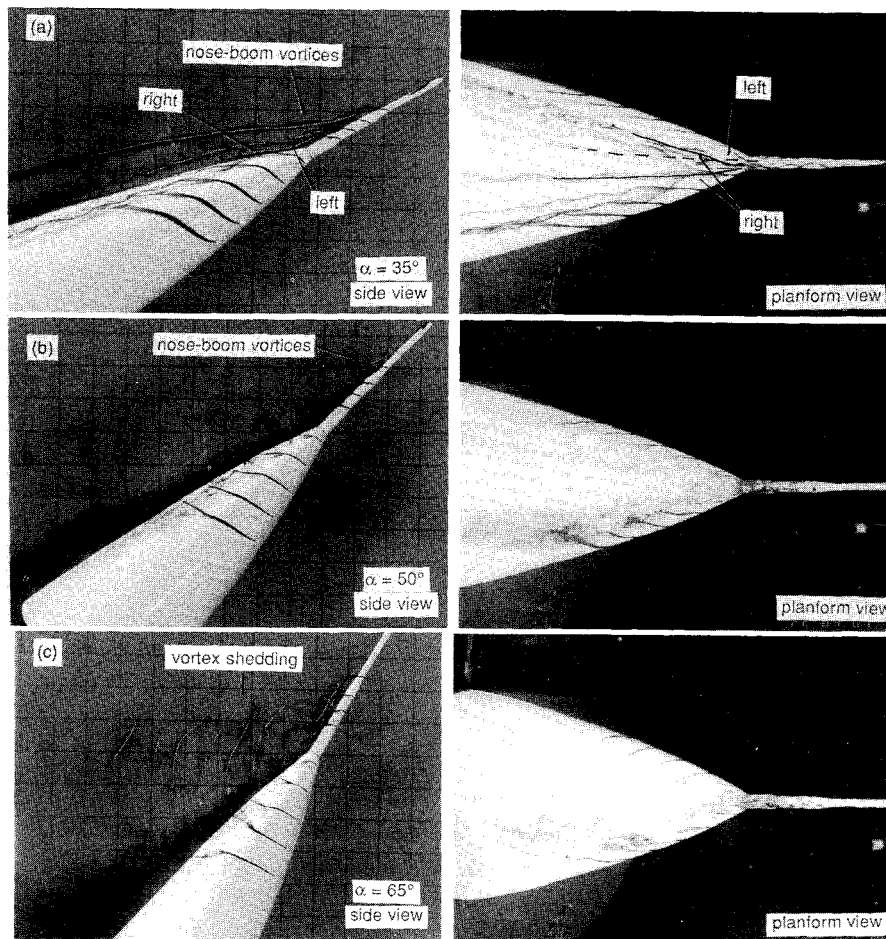 (a)
nose-boom vortices
right
left
α = 35°
side view
left
right
planform view
(b)
nose-boom vortices
α = 50°
side view
planform view
(c)
vortex shedding
α = 65°
side view
planform view